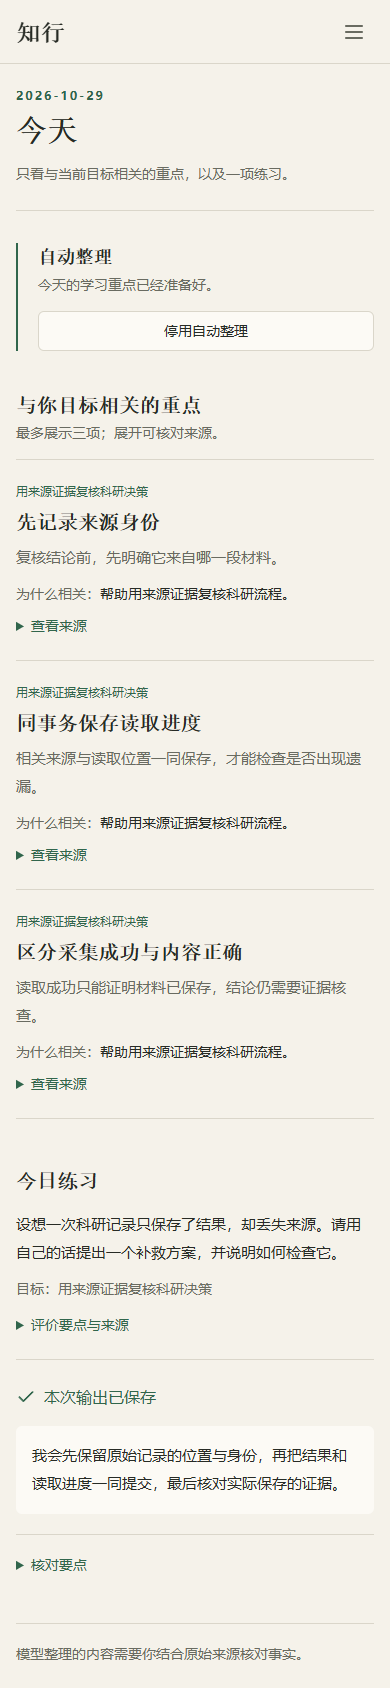 知行
2026-10-29
今天
只看与当前目标相关的重点，以及一项练习。
自动整理
今天的学习重点已经准备好。
停用自动整理
与你目标相关的重点
最多展示三项；展开可核对来源。
用来源证据复核科研决策
先记录来源身份
复核结论前，先明确它来自哪一段材料。
为什么相关：帮助用来源证据复核科研流程。
查看来源
用来源证据复核科研决策
同事务保存读取进度
相关来源与读取位置一同保存，才能检查是否出现遗
漏。
为什么相关：帮助用来源证据复核科研流程。
查看来源
用来源证据复核科研决策
区分采集成功与内容正确
读取成功只能证明材料已保存，结论仍需要证据核
查。
为什么相关：帮助用来源证据复核科研流程。
查看来源
今日练习
设想一次科研记录只保存了结果，却丢失来源。请用
自己的话提出一个补救方案，并说明如何检查它。
目标：用来源证据复核科研决策
评价要点与来源
本次输出已保存
我会先保留原始记录的位置与身份，再把结果和
读取进度一同提交，最后核对实际保存的证据。
核对要点
模型整理的内容需要你结合原始来源核对事实。